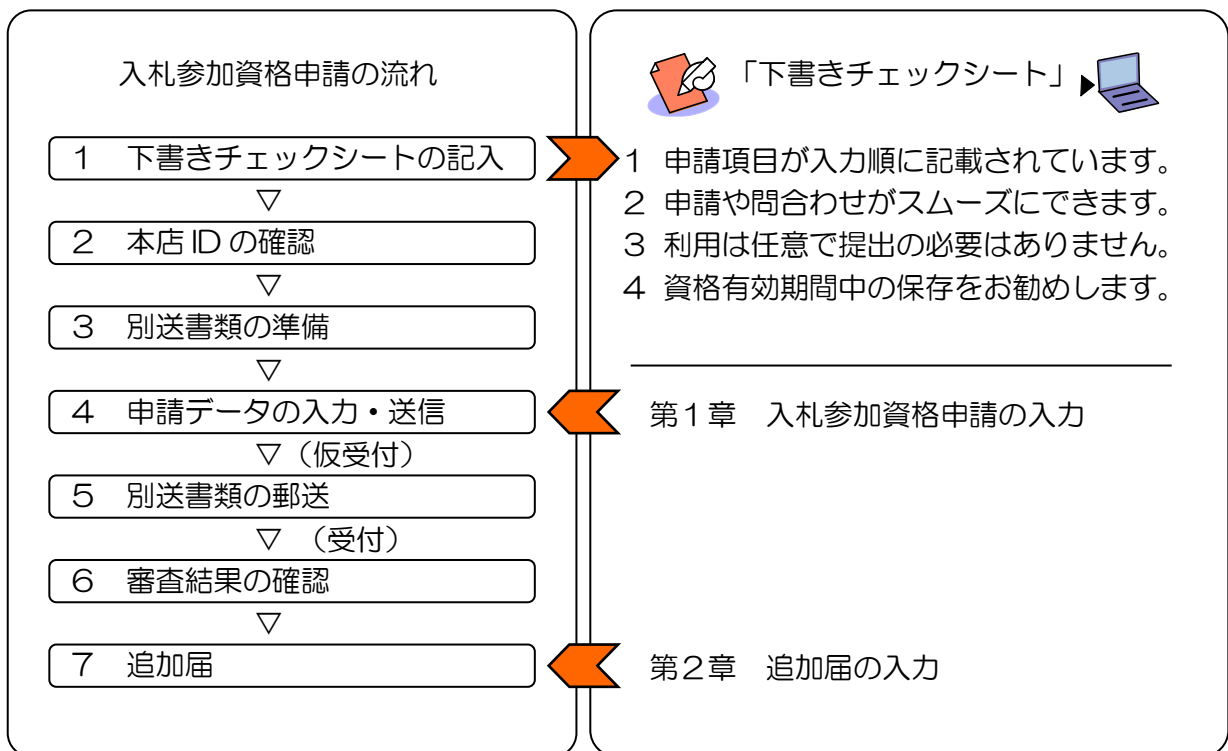 入札参加資格申請の流れ
１　下書きチェックシートの記入
▽
２　本店 ID の確認
▽
３　別送書類の準備
▽
４　申請データの入力・送信
▽（仮受付）
５　別送書類の郵送
▽　（受付）
６　審査結果の確認
▽
７　追加届
「下書きチェックシート」
１　申請項目が入力順に記載されています。
２　申請や問合わせがスムーズにできます。
３　利用は任意で提出の必要はありません。
４　資格有効期間中の保存をお勧めします。
第１章　入札参加資格申請の入力
第２章　追加届の入力